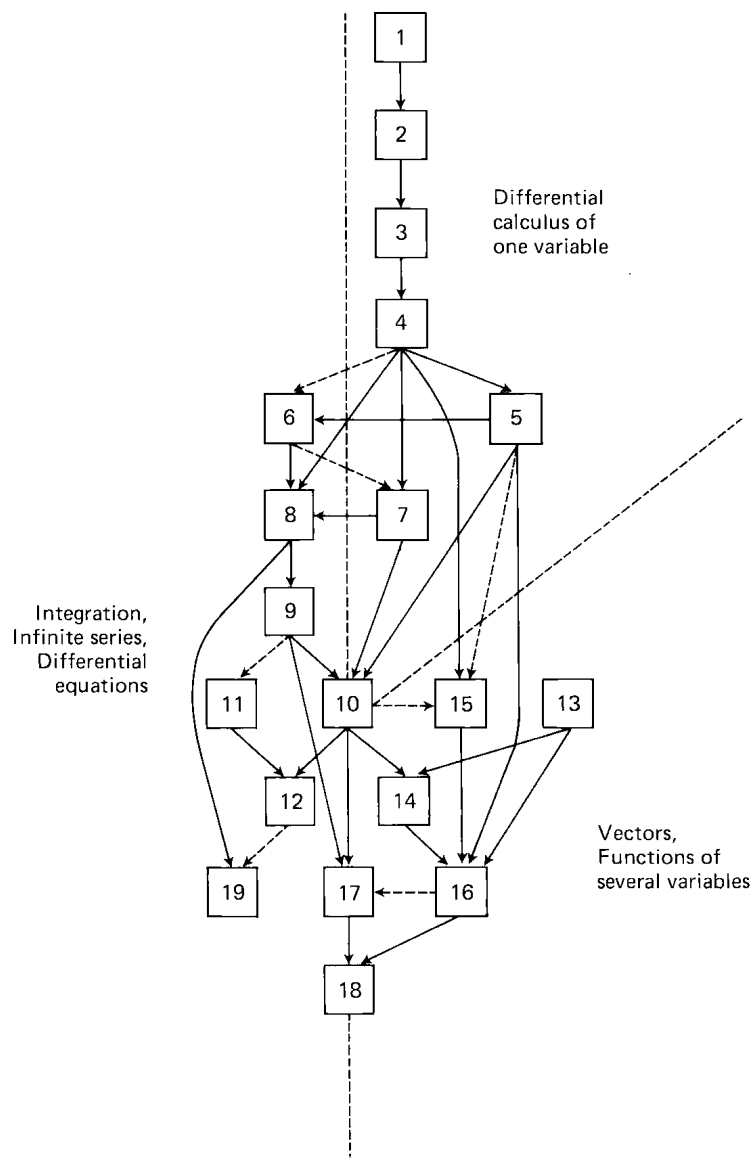 1
2
Differential
calculus of
one variable
3
4
6
5
8
7
9
Integration,
Infinite series,
Differential
equations
11
10
15
13
12
14
Vectors,
Functions of
several variables
19
17
16
18